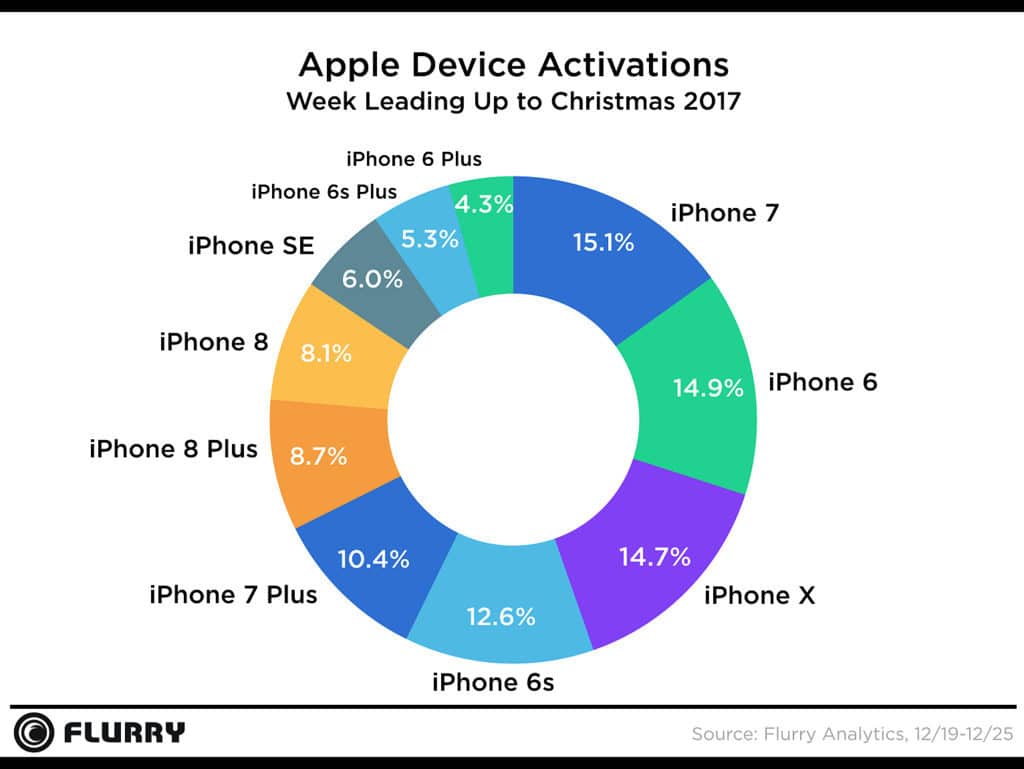 Apple Device Activations
Week Leading Up to Christmas 2017
iPhone 6 Plus
4.3%
iPhone 6s Plus
5.3%
iPhone 7
15.1%
iPhone SE
6.0%
iPhone 8
8.1%
iPhone 6
14.9%
iPhone 8 Plus
8.7%
iPhone 7 Plus
10.4%
iPhone X
14.7%
12.6%
iPhone 6s
FLURRY
Source: Flurry Analytics, 12/19-12/25